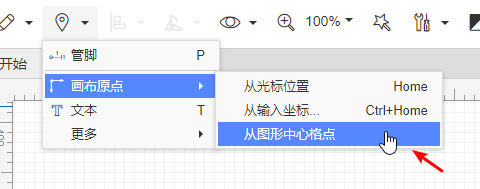 100%
开始
管脚 P
画布原点
文本 T
更多
从光标位置 Home
从输入坐标... Ctrl+Home
从图形中心格点